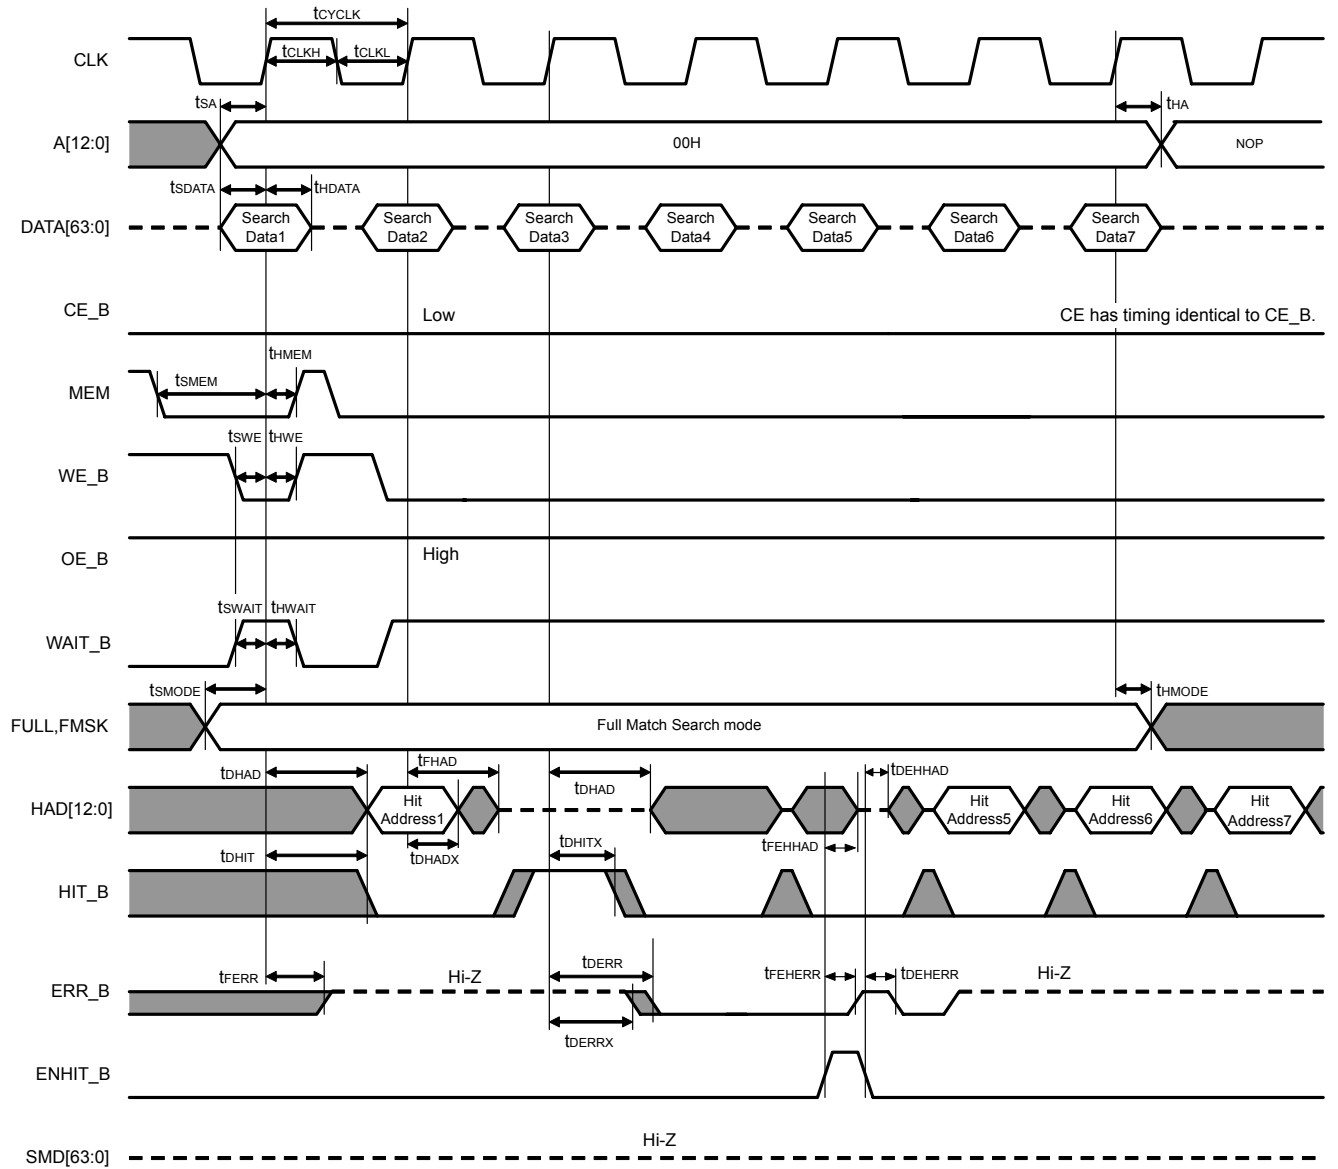 tCYCLK
CLK
tCLKH
tCLKL
tSA
tHA
A[12:0]
00H
NOP
tSDATA
tHDATA
DATA[63:0]
Search
Data1
Search
Data2
Search
Data3
Search
Data4
Search
Data5
Search
Data6
Search
Data7
CE_B
Low
CE has timing identical to CE_B.
tHMEM
MEM
tSMEM
tSWE
tHWE
WE_B
OE_B
High
tSWAIT
tHWAIT
WAIT_B
tSMODE
tHMODE
FULL,FMSK
Full Match Search mode
tDHAD
tFHAD
tDHAD
tDEHHAD
HAD[12:0]
Hit
Address1
Hit
Address5
Hit
Address6
Hit
Address7
tDHADX
tFEHHAD
tDHIT
tDHITX
HIT_B
tFERR
Hi-Z
tDERR
tFEHERR
tDEHERR
Hi-Z
ERR_B
tDERRX
ENHIT_B
Hi-Z
SMD[63:0]